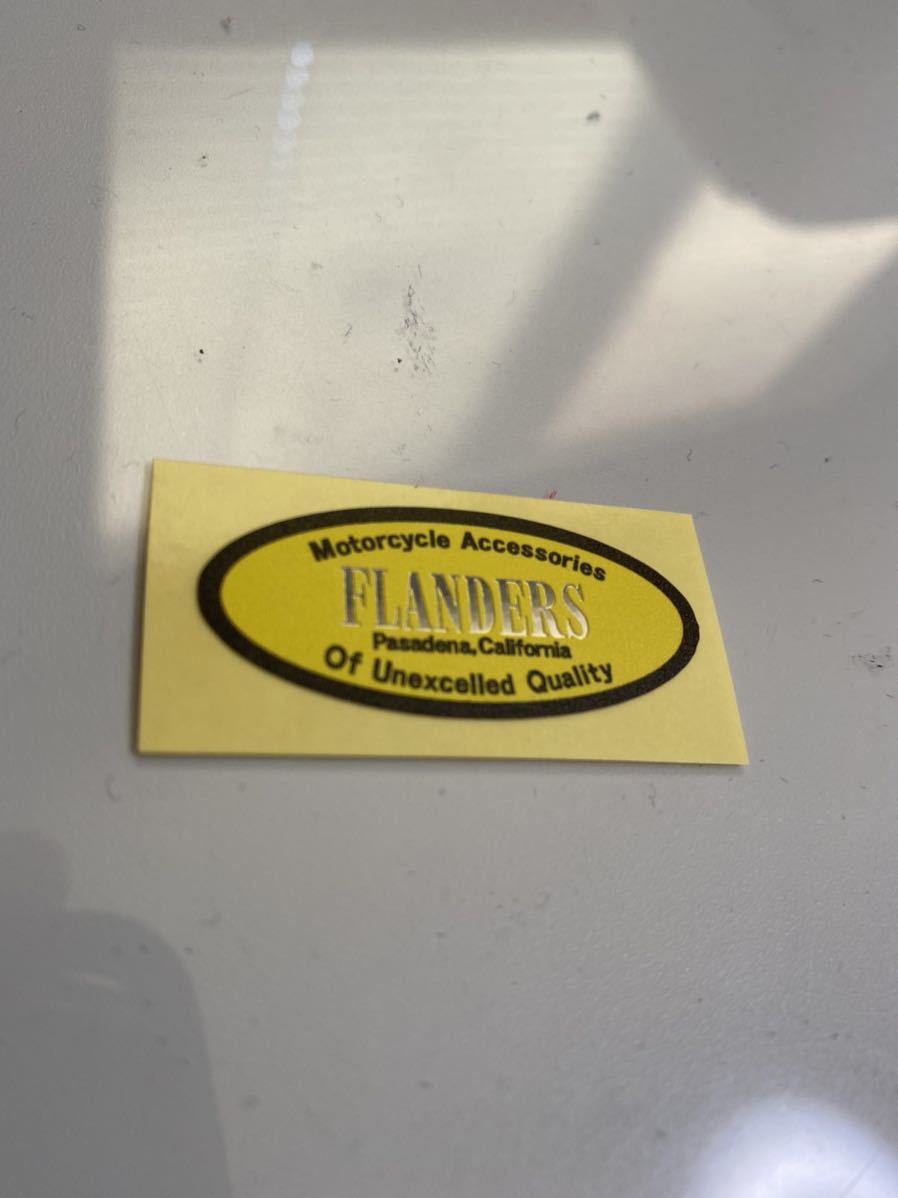 Motorcycle Accessories
FLANDERS
Pasadena,California
Of Unexcelled Quality